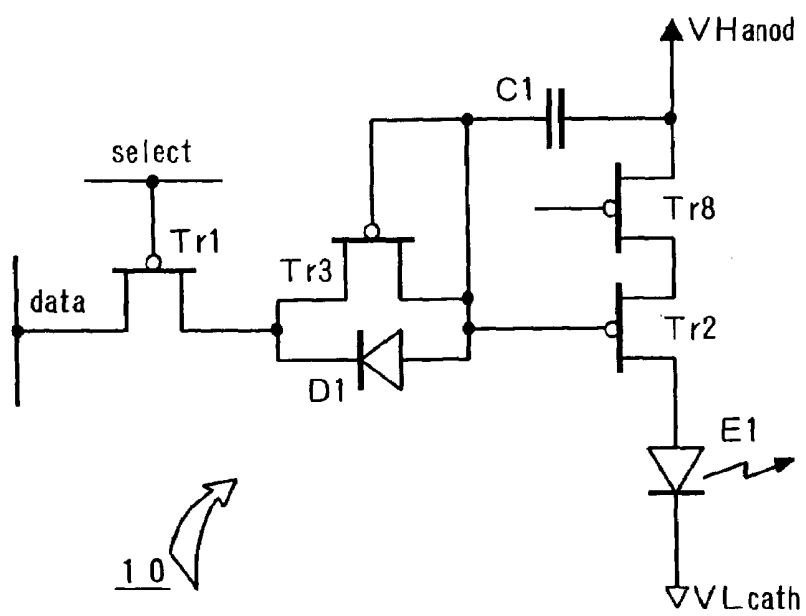 VHanod
C1
select
Tr8
Tr1
Tr3
data
Tr2
D1
E1
10
VLcath